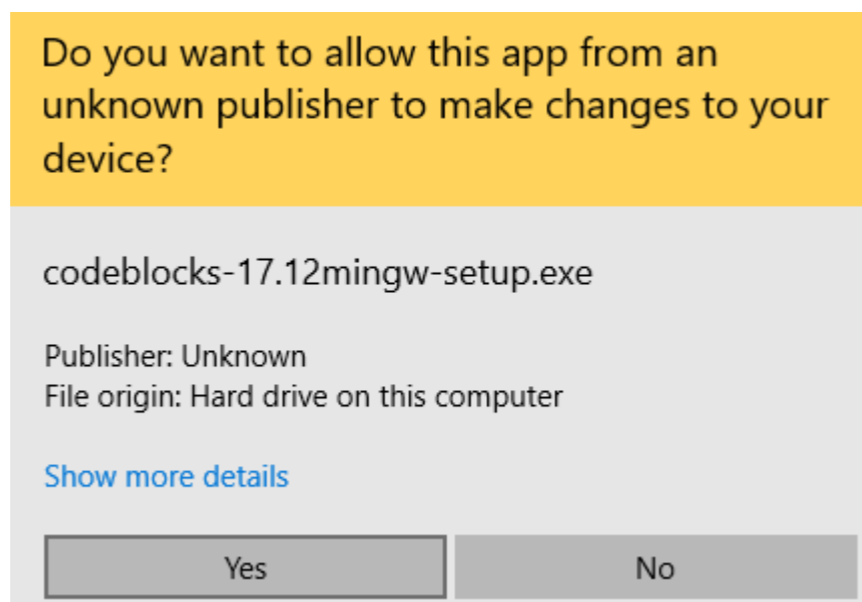 Do you want to allow this app from an
unknown publisher to make changes to your
device?
codeblocks-17.12mingw-setup.exe
Publisher: Unknown
File origin: Hard drive on this computer
Show more details
Yes
No